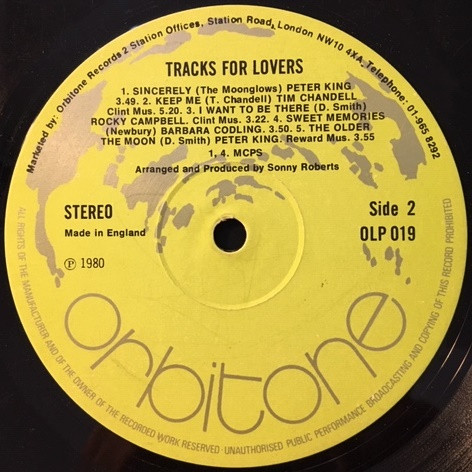 Marketed by: Orbitone Records 2 Station Offices, Station Road, London NW10 4XA. Telephone: 01-965 8292
TRACKS FOR LOVERS
1. SINCERELY (The Moonglows) PETER KING
3.49. 2. KEEP ME (T. Chandell) TIM CHANDELL
Clint Mus. 5.20. 3. I WANT TO BE THERE (D. Smith)
ROCKY CAMPBELL. Clint Mus. 3.22. 4. SWEET MEMORIES
(Newbury) BARBARA CODLING. 3.50. 5. THE OLDER
THE MOON (D. Smith) PETER KING. Reward Mus. 3.55
1,4. MCPS
Arranged and Produced by Sonny Roberts
STEREO
Made in England
Ⓟ 1980
Side 2
OLP 019
orbitone
ALL RIGHTS OF THE MANUFACTURER AND OF THE OWNER OF THE RECORDED WORK RESERVED · UNAUTHORISED PUBLIC PERFORMANCE BROADCASTING AND COPYING OF THIS RECORD PROHIBITED